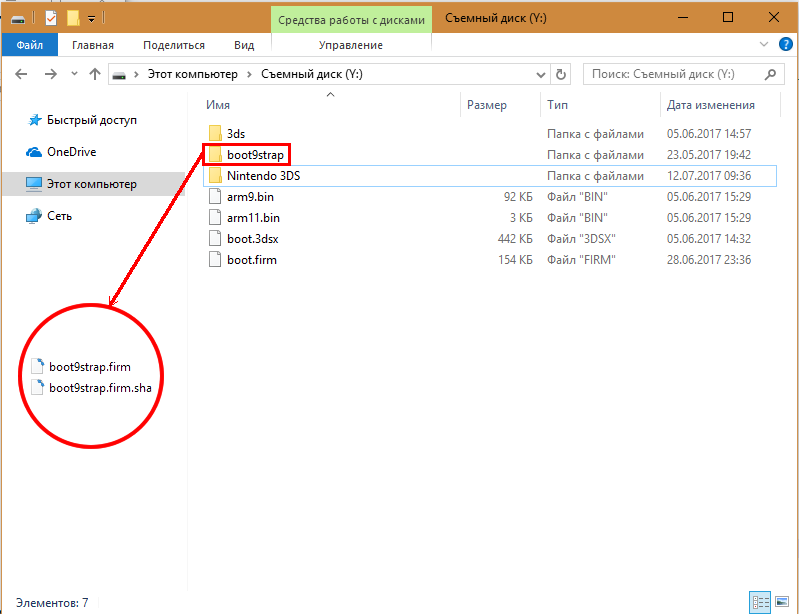 Средства работы с дисками
Съемный диск (Y:)
Файл
Главная
Поделиться
Вид
Управление
Этот компьютер
Съемный диск (Y:)
Поиск: Съемный диск (Y:)
Быстрый доступ
OneDrive
Этот компьютер
Сеть
Имя Размер Тип Дата изменения
3ds Папка с файлами 05.06.2017 14:57
boot9strap Папка с файлами 23.05.2017 19:42
Nintendo 3DS Папка с файлами 12.07.2017 09:36
arm9.bin 92 КБ Файл "BIN" 05.06.2017 15:29
arm11.bin 3 КБ Файл "BIN" 05.06.2017 15:29
boot.3dsx 442 КБ Файл "3DSX" 05.06.2017 14:32
boot.firm 154 КБ Файл "FIRM" 28.06.2017 23:36
boot9strap.firm
boot9strap.firm.sha
Элементов: 7